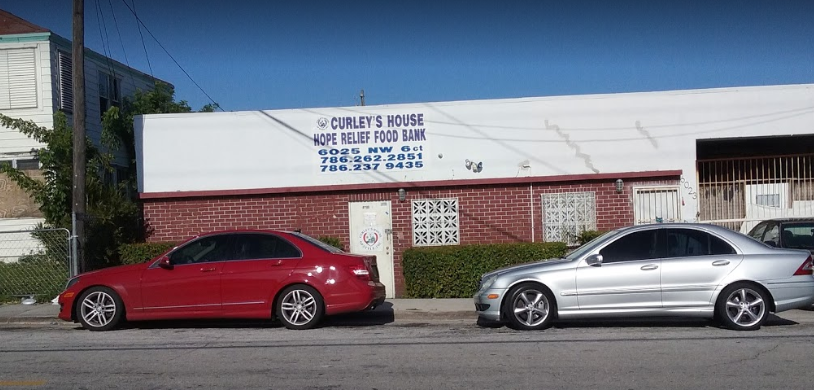 CURLEY'S HOUSE
HOPE RELIEF FOOD BANK
6025 NW 6 ct
786.262.2851
786.237 9435